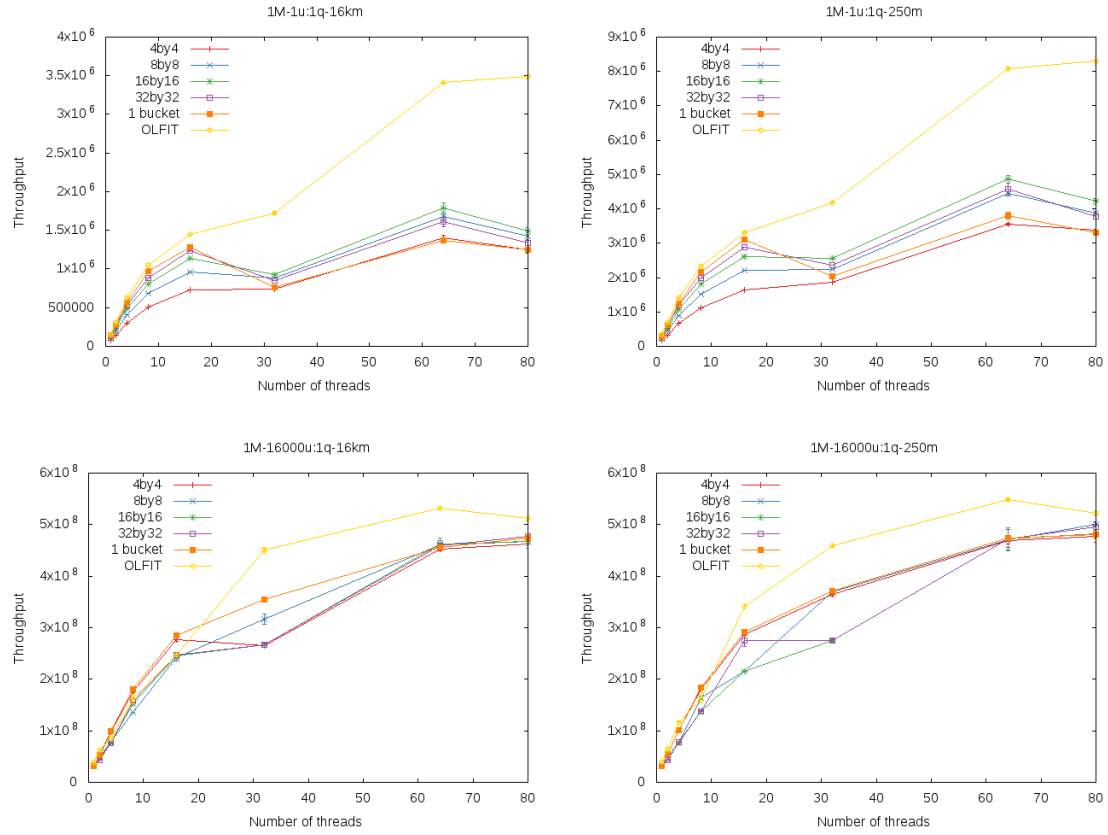 1M-1u:1q-16km
4x10 6
3.5x10 6
3x10 6
2.5x10 6
2x10 6
1.5x10 6
1x10 6
500000
0
Throughput
4by4
8by8
16by16
32by32
1 bucket
OLFIT
0 10 20 30 40 50 60 70 80
Number of threads
1M-1u:1q-250m
9x10 6
8x10 6
7x10 6
6x10 6
5x10 6
4x10 6
3x10 6
2x10 6
1x10 6
0
Throughput
4by4
8by8
16by16
32by32
1 bucket
OLFIT
0 10 20 30 40 50 60 70 80
Number of threads
1M-16000u:1q-16km
6x10 8
5x10 8
4x10 8
3x10 8
2x10 8
1x10 8
0
Throughput
4by4
8by8
16by16
32by32
1 bucket
OLFIT
0 10 20 30 40 50 60 70 80
Number of threads
1M-16000u:1q-250m
6x10 8
5x10 8
4x10 8
3x10 8
2x10 8
1x10 8
0
Throughput
4by4
8by8
16by16
32by32
1 bucket
OLFIT
0 10 20 30 40 50 60 70 80
Number of threads